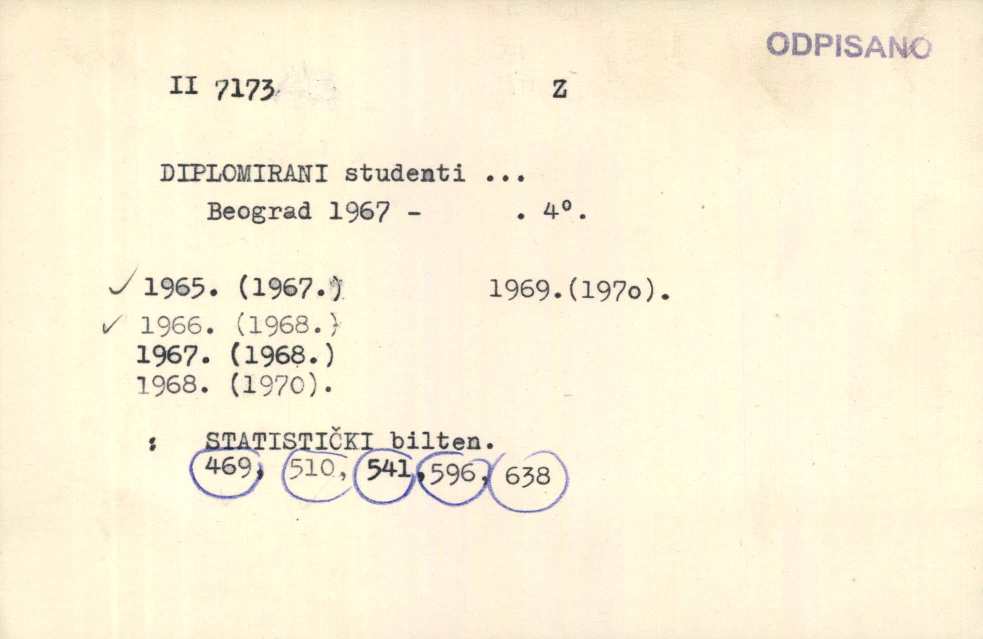 ODPISANO
II 7173 Z
DIPLOMIRANI studenti ...
Beograd 1967 - . 4°.
1965. (1967.) 1969.(1970).
1966. (1968.)
1967. (1968.)
1968. (1970).
: STATISTIČKI bilten.
469, 510, 541, 596, 638